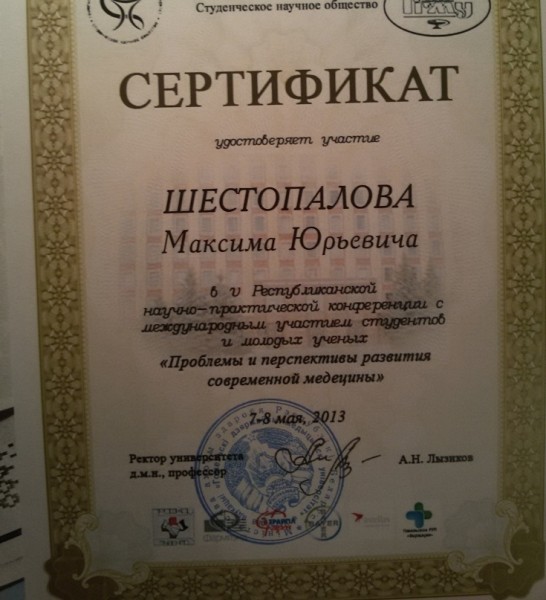 Студенческое научное общество
СЕРТИФИКАТ
удостоверяет участие
ШЕСТОПАЛОВА
Максима Юрьевича
в V Республиканской
научно-практической конференции с
международным участием студентов
и молодых ученых
«Проблемы и перспективы развития
современной медецины»
7-8 мая, 2013
Ректор университета
д.м.н., профессор
А.Н. Лызиков